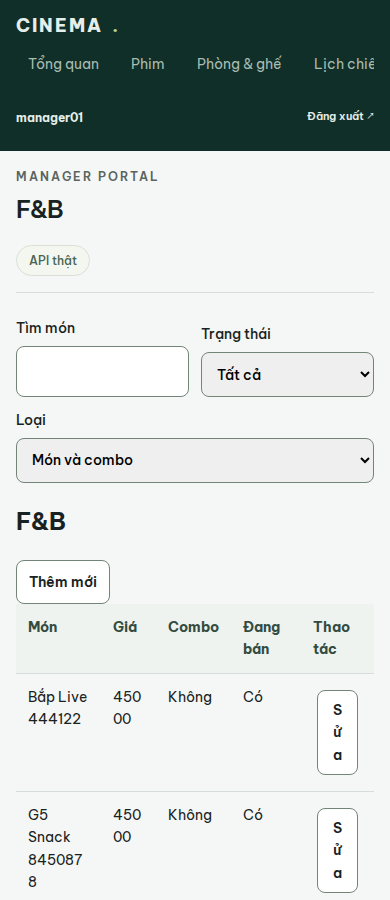 CINEMA .
Tổng quan Phim Phòng & ghế Lịch chiế
manager01 Đăng xuất ↗
MANAGER PORTAL
F&B
API thật
Tìm món
Trạng thái
Tất cả
Loại
Món và combo
F&B
Thêm mới
Món Giá Combo Đang Thao
bán tác
Bắp Live 450 Không Có S
444122 00 ử
a
G5 450 Không Có S
Snack 00 ử
845087 a
8